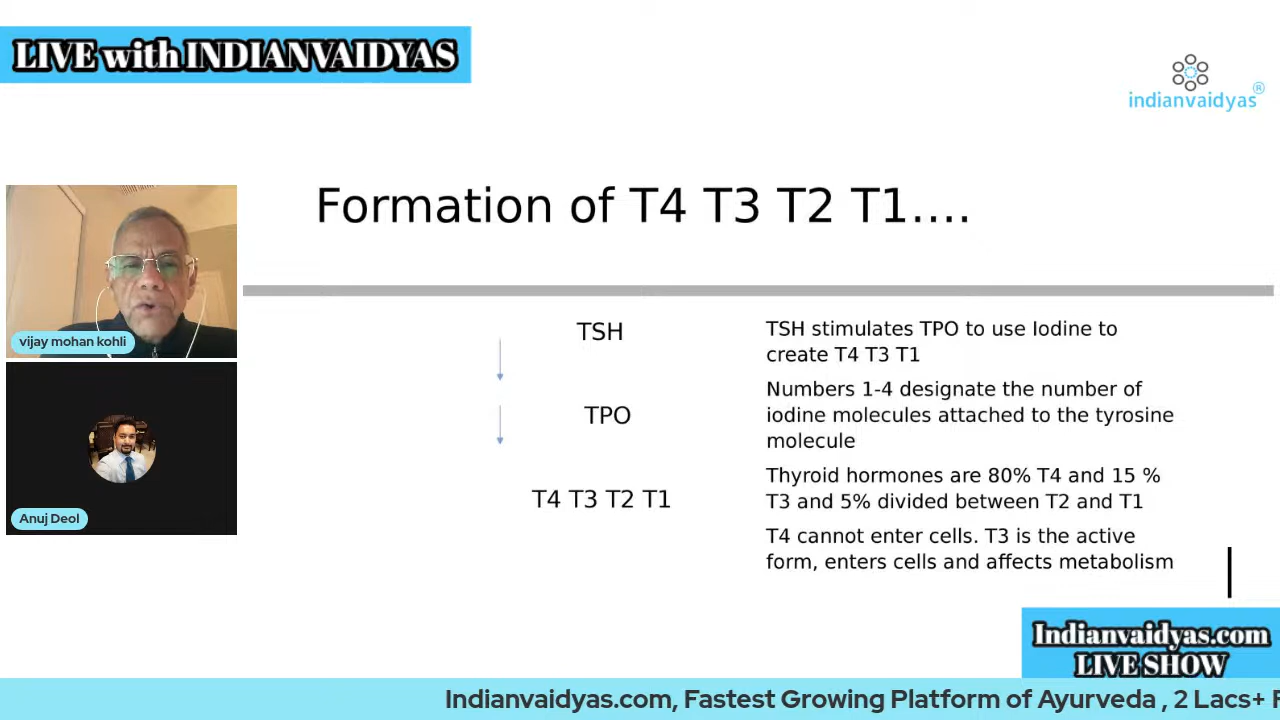 LIVE with INDIANVAIDYAS
indianvaidyas®
Formation of T4 T3 T2 T1....
TSH
TPO
T4 T3 T2 T1
TSH stimulates TPO to use Iodine to
create T4 T3 T1
Numbers 1-4 designate the number of
iodine molecules attached to the tyrosine
molecule
Thyroid hormones are 80% T4 and 15 %
T3 and 5% divided between T2 and T1
T4 cannot enter cells. T3 is the active
form, enters cells and affects metabolism
vijay mohan kohli
Anuj Deol
Indianvaidyas.com
LIVE SHOW
Indianvaidyas.com, Fastest Growing Platform of Ayurveda , 2 Lacs+